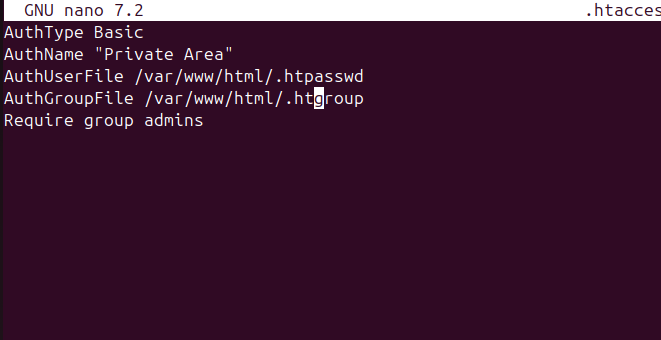 GNU nano 7.2 .htacces
AuthType Basic
AuthName "Private Area"
AuthUserFile /var/www/html/.htpasswd
AuthGroupFile /var/www/html/.htgroup
Require group admins